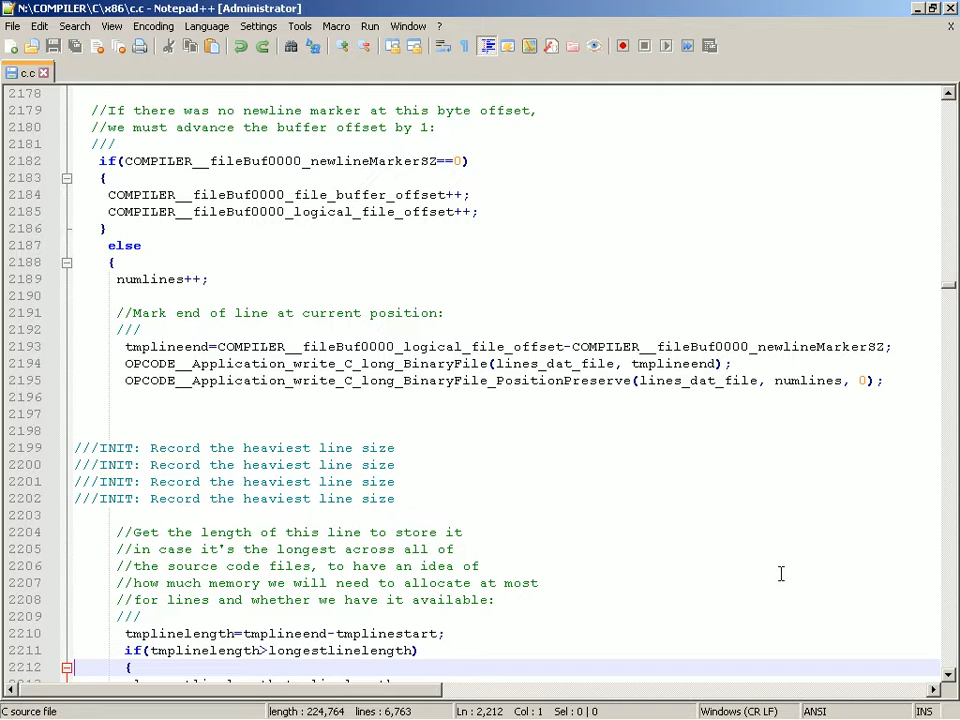 N:\COMPILER\C\x86\c.c - Notepad++ [Administrator]
File Edit Search View Encoding Language Settings Tools Macro Run Window ? X
c.c
2178
2179 //If there was no newline marker at this byte offset,
2180 //we must advance the buffer offset by 1:
2181 ///
2182 if(COMPILER__fileBuf0000_newlineMarkerSZ==0)
2183 {
2184 COMPILER__fileBuf0000_file_buffer_offset++;
2185 COMPILER__fileBuf0000_logical_file_offset++;
2186 }
2187 else
2188 {
2189 numlines++;
2190
2191 //Mark end of line at current position:
2192 ///
2193 tmplineend=COMPILER__fileBuf0000_logical_file_offset-COMPILER__fileBuf0000_newlineMarkerSZ;
2194 OPCODE__Application_write_C_long_BinaryFile(lines_dat_file, tmplineend);
2195 OPCODE__Application_write_C_long_BinaryFile_PositionPreserve(lines_dat_file, numlines, 0);
2196
2197
2198
2199 ///INIT: Record the heaviest line size
2200 ///INIT: Record the heaviest line size
2201 ///INIT: Record the heaviest line size
2202 ///INIT: Record the heaviest line size
2203
2204 //Get the length of this line to store it
2205 //in case it's the longest across all of
2206 //the source code files, to have an idea of
2207 //how much memory we will need to allocate at most
2208 //for lines and whether we have it available:
2209 ///
2210 tmplinelength=tmplineend-tmplinestart;
2211 if(tmplinelength>longestlinelength)
2212 {
C source file length : 224,764 lines : 6,763 Ln : 2,212 Col : 1 Sel : 0 | 0 Windows (CR LF) ANSI INS